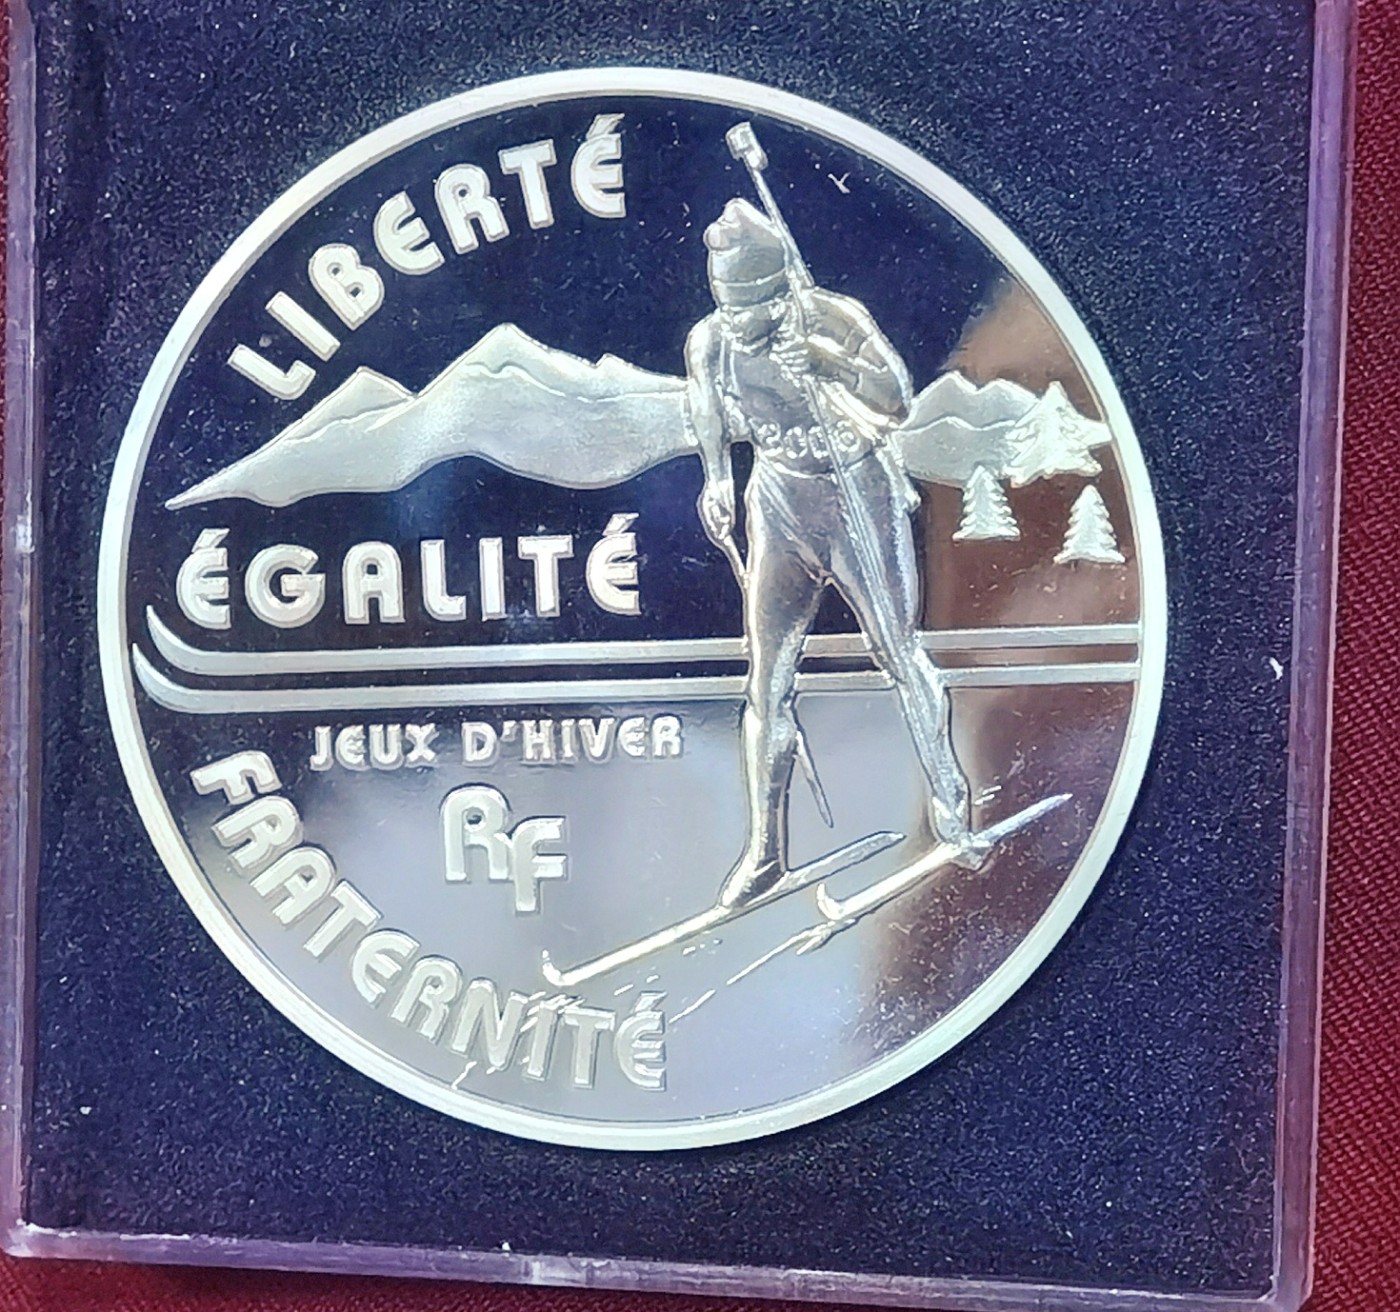 LIBERTÉ
ÉGALITÉ
JEUX D'HIVER
RF
FRATERNITÉ